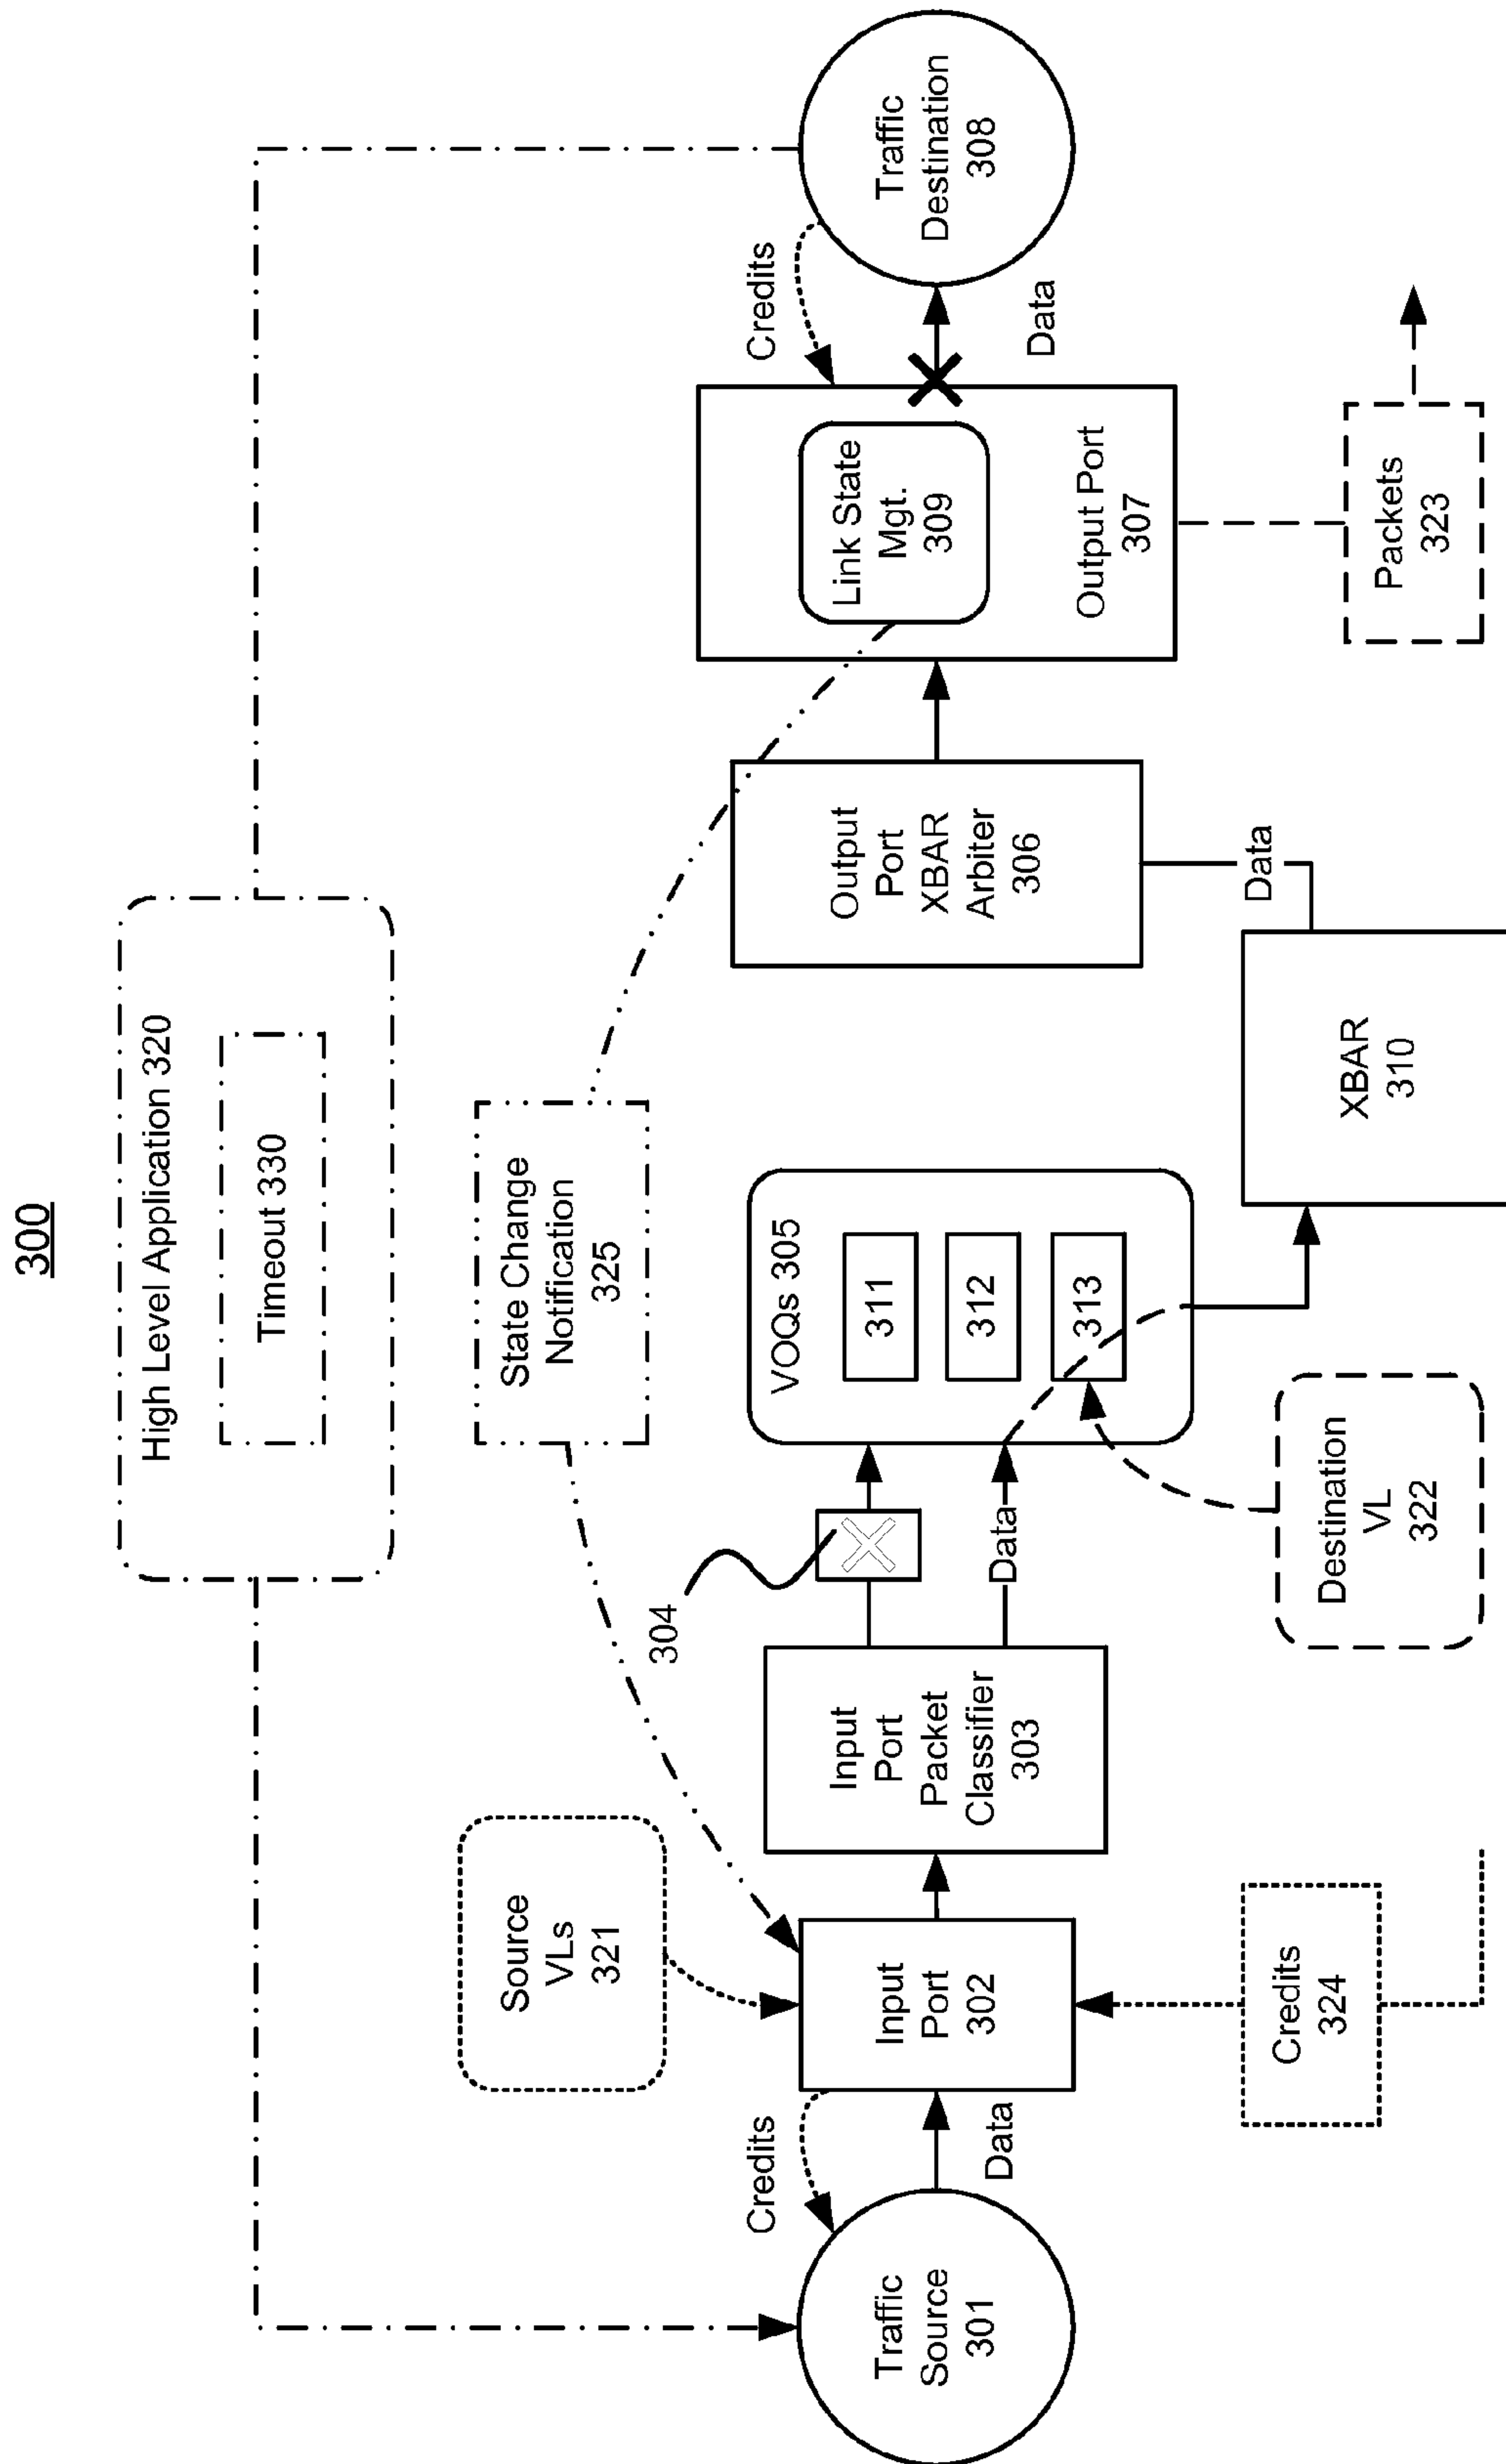 300
High Level Application 320
Timeout 330
State Change
Notification
325
Source
VLs
321
304
Credits
Traffic
Source
301
Data
Input
Port
302
Input
Port
Packet
Classifier
303
Data
VOQs 305
311
312
313
Output
Port
XBAR
Arbiter
306
Link State
Mgt.
309
Output Port
307
Credits
Data
Traffic
Destination
308
Credits
324
Destination
VL
322
XBAR
310
Data
Packets
323